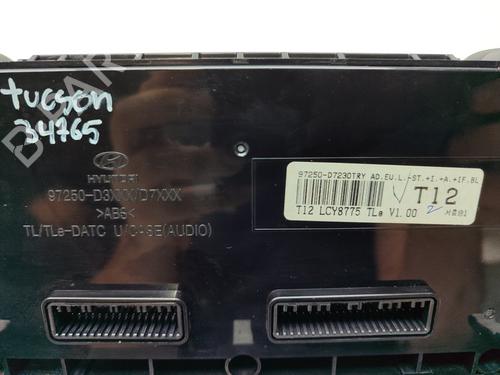 tucson
34765
HYUNDAI
97250-D3XXX/D7XXX
>ABS<
TL/TLe-DATC U/CASE(AUDIO)
97250-D7230TRY AD.EU.L.-ST.+I.+A.+IF.BL
T12
T12 LCY8775 TLe V1.00